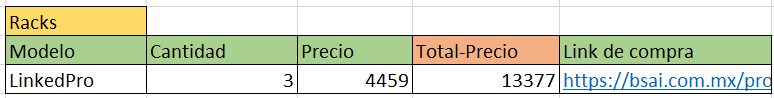 Racks
Modelo Cantidad Precio Total-Precio Link de compra
LinkedPro 3 4459 13377 https://bsai.com.mx/pro